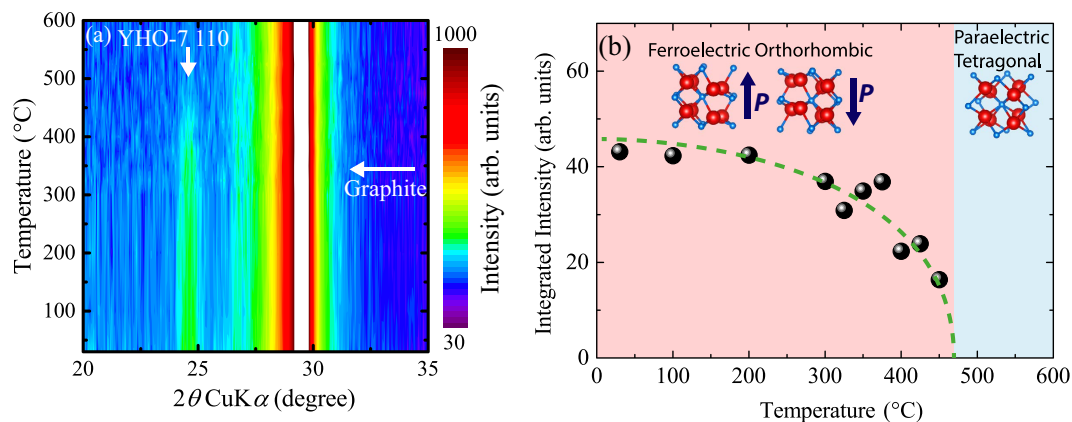 (a) YHO-7 110
600
500
400
300
200
100
Temperature (°C)
20
25
30
35
2θ CuKα (degree)
Graphite
1000
30
Intensity (arb. units)
(b)
Ferroelectric Orthorhombic
P
P
Paraelectric
Tetragonal
60
40
20
0
Integrated Intensity (arb. units)
0
100
200
300
400
500
600
Temperature (°C)